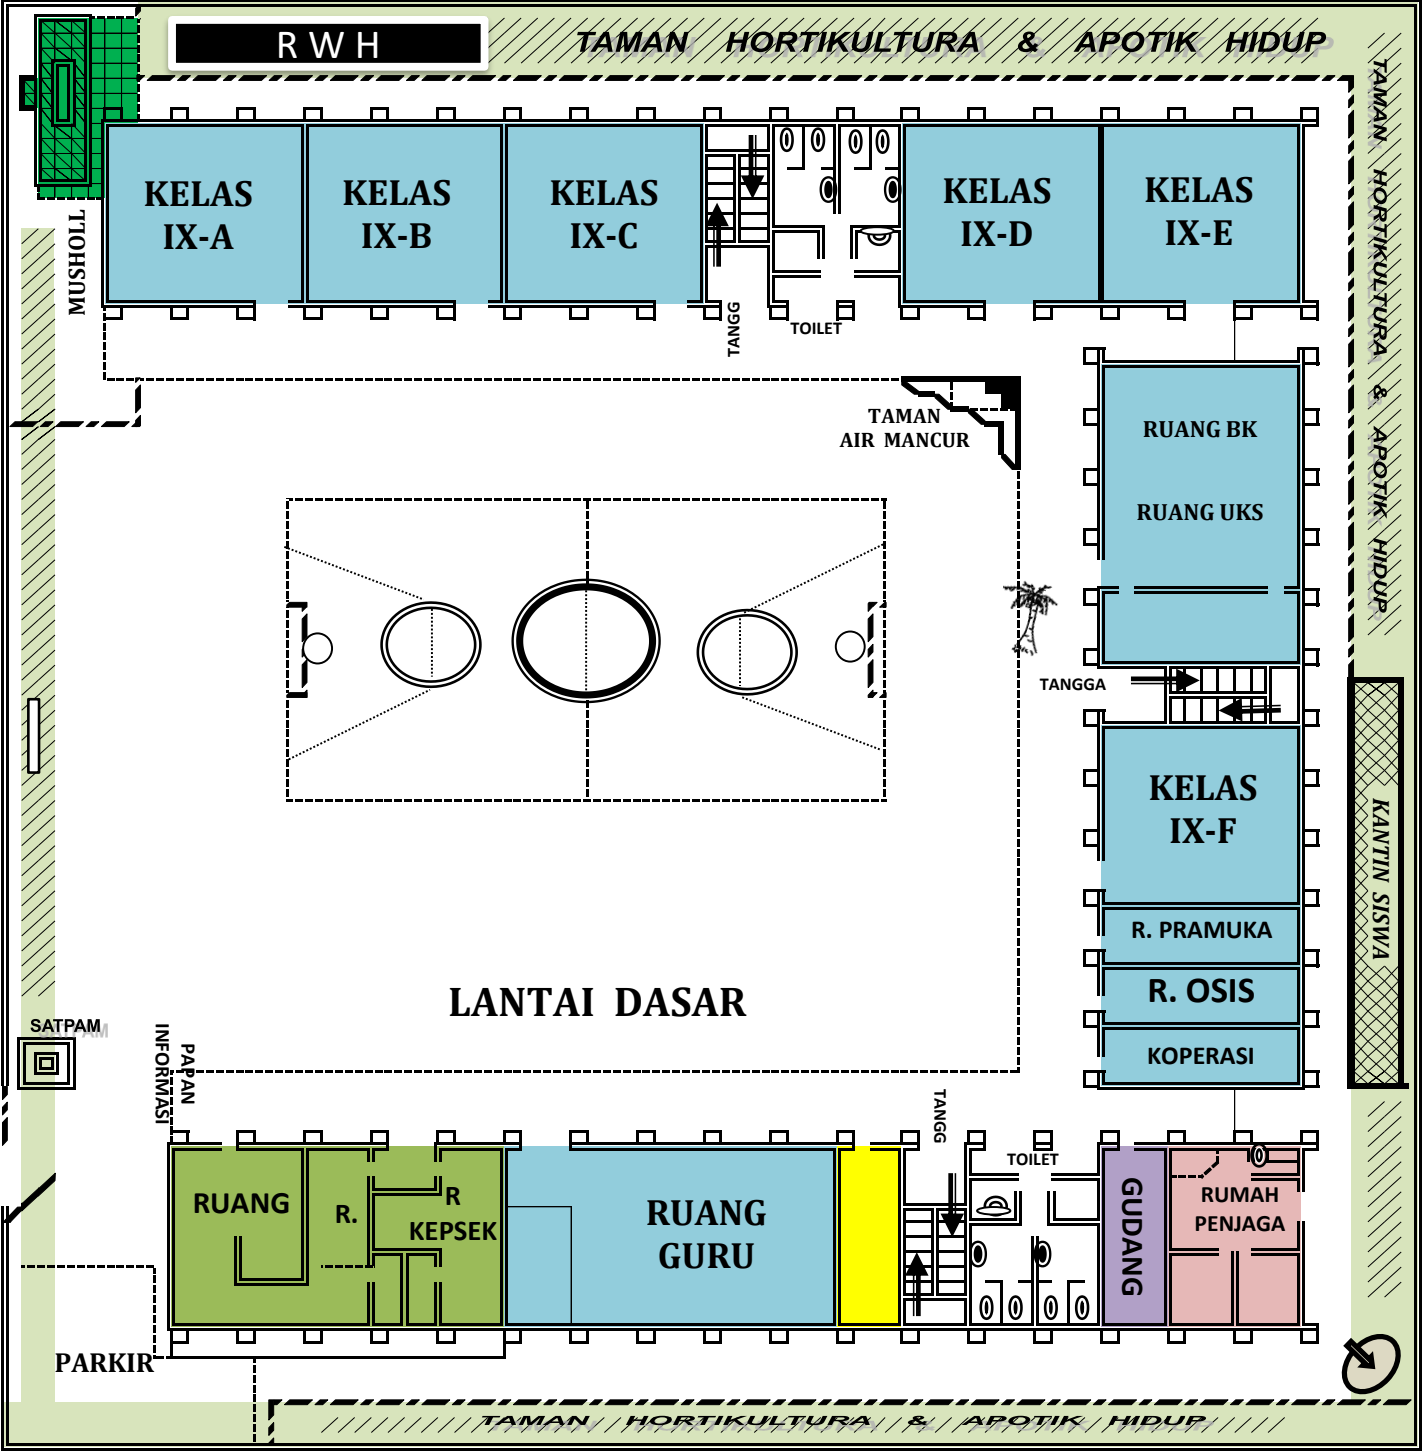 R W H
TAMAN HORTIKULTURA & APOTIK HIDUP
TAMAN HORTIKULTURA & APOTIK HIDUP
KELAS
IX-A
KELAS
IX-B
KELAS
IX-C
KELAS
IX-D
KELAS
IX-E
MUSHOLL
TANGG
TOILET
TAMAN
AIR MANCUR
RUANG BK
RUANG UKS
TANGGA
KELAS
IX-F
KANTIN SISWA
R. PRAMUKA
R. OSIS
KOPERASI
LANTAI DASAR
SATPAM
PAPAN
INFORMASI
TANGG
TOILET
RUANG
R.
R
KEPSEK
RUANG
GURU
GUDANG
RUMAH
PENJAGA
PARKIR
TAMAN HORTIKULTURA & APOTIK HIDUP